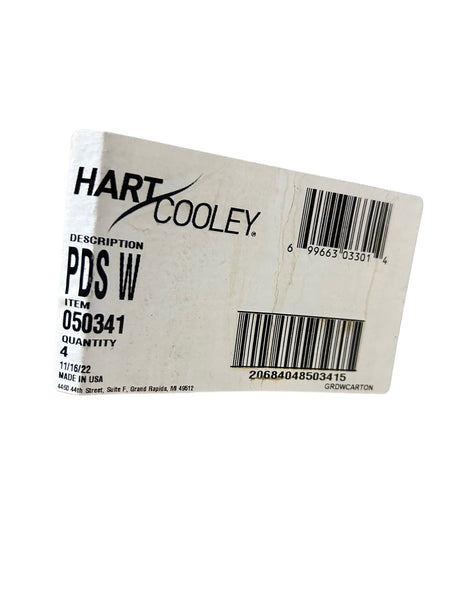 HART COOLEY®
6 99663 03301 4
DESCRIPTION
PDS W
ITEM
050341
QUANTITY
4
11/16/22
MADE IN USA
4460 44th Street, Suite F, Grand Rapids, MI 49512
20684048503415
GRDWCARTON